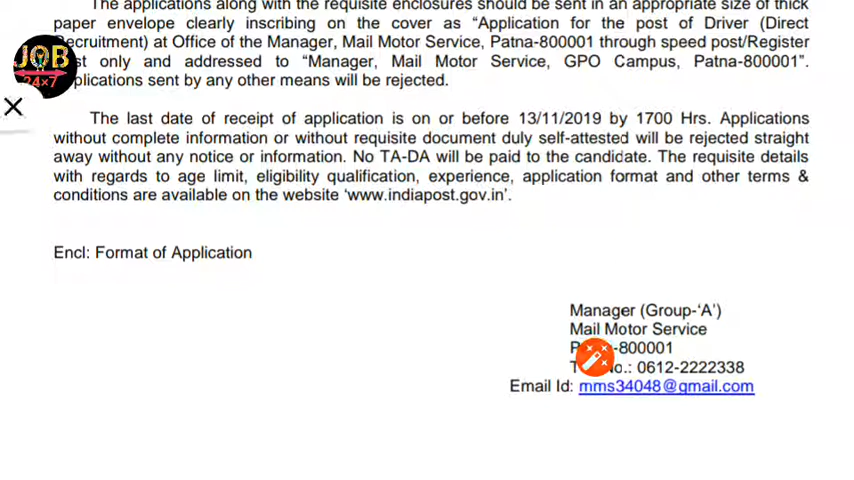 The applications along with the requisite enclosures should be sent in an appropriate size of thick
paper envelope clearly inscribing on the cover as “Application for the post of Driver (Direct
Recruitment) at Office of the Manager, Mail Motor Service, Patna-800001 through speed post/Register
only and addressed to “Manager, Mail Motor Service, GPO Campus, Patna-800001”.
applications sent by any other means will be rejected.
JOB
24×7
The last date of receipt of application is on or before 13/11/2019 by 1700 Hrs. Applications
without complete information or without requisite document duly self-attested will be rejected straight
away without any notice or information. No TA-DA will be paid to the candidate. The requisite details
with regards to age limit, eligibility qualification, experience, application format and other terms &
conditions are available on the website ‘www.indiapost.gov.in’.
Encl: Format of Application
Manager (Group-‘A’)
Mail Motor Service
-800001
No.: 0612-2222338
Email Id: mms34048@gmail.com